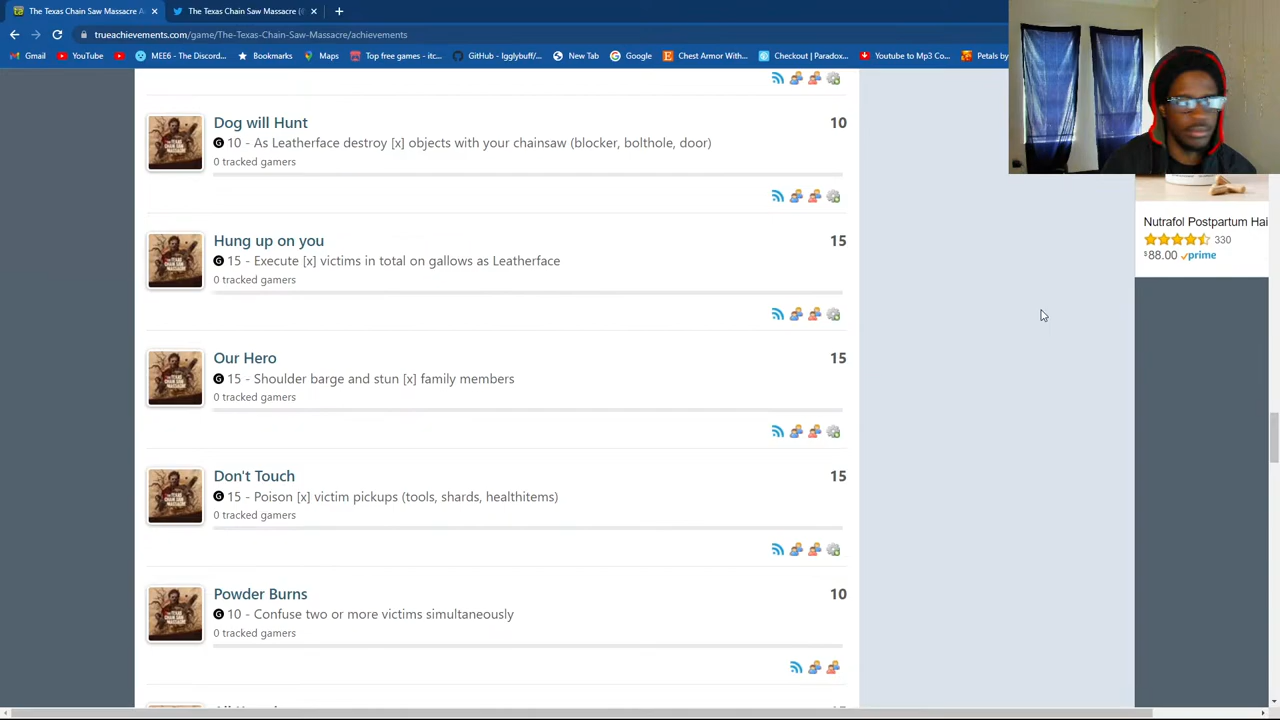 The Texas Chain Saw Massacre A
The Texas Chain Saw Massacre (
trueachievements.com/game/The-Texas-Chain-Saw-Massacre/achievements
Gmail
YouTube
MEE6 - The Discord...
Bookmarks
Maps
Top free games - itc...
GitHub - Igglybuff/...
New Tab
Google
Chest Armor With...
Checkout | Paradox...
Youtube to Mp3 Co...
Petals by
Dog will Hunt
10
G 10 - As Leatherface destroy [x] objects with your chainsaw (blocker, bolthole, door)
0 tracked gamers
Hung up on you
15
G 15 - Execute [x] victims in total on gallows as Leatherface
0 tracked gamers
Our Hero
15
G 15 - Shoulder barge and stun [x] family members
0 tracked gamers
Don't Touch
15
G 15 - Poison [x] victim pickups (tools, shards, healthitems)
0 tracked gamers
Powder Burns
10
G 10 - Confuse two or more victims simultaneously
0 tracked gamers
Nutrafol Postpartum Hai
330
$88.00 prime